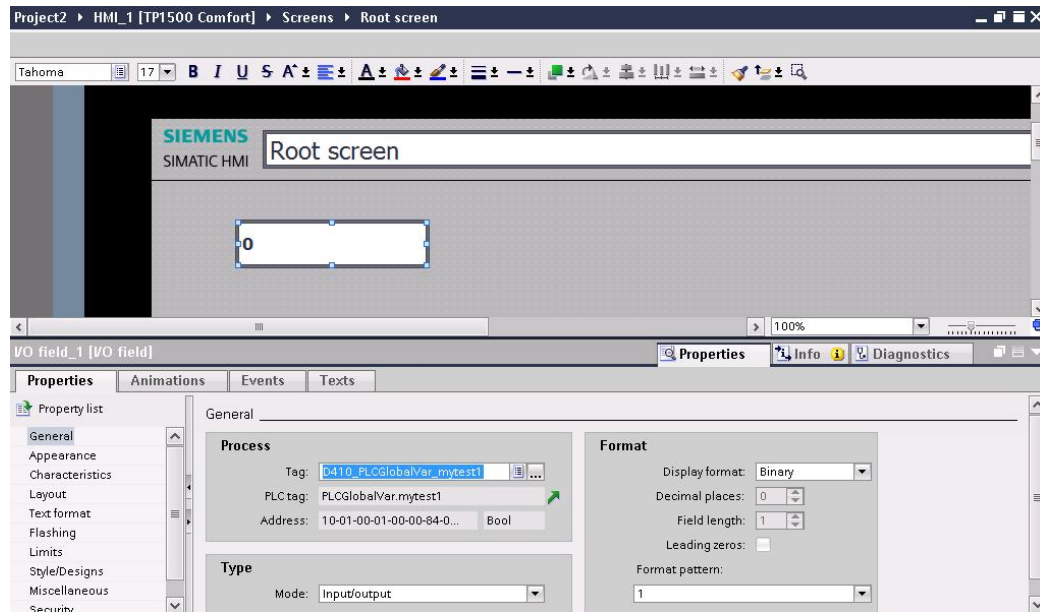 Project2 ▸ HMI_1 [TP1500 Comfort] ▸ Screens ▸ Root screen
Tahoma 17 B I U S A
SIEMENS
SIMATIC HMI
Root screen
0
100%
I/O field_1 [I/O field]
Properties Info Diagnostics
Properties Animations Events Texts
Property list
General
Appearance
Characteristics
Layout
Text format
Flashing
Limits
Style/Designs
Miscellaneous
Security
General
Process
Tag: D410_PLCGlobalVar_mytest1 ...
PLC tag: PLCGlobalVar.mytest1
Address: 10-01-00-01-00-00-84-0... Bool
Type
Mode: Input/output
Format
Display format: Binary
Decimal places: 0
Field length: 1
Leading zeros:
Format pattern:
1